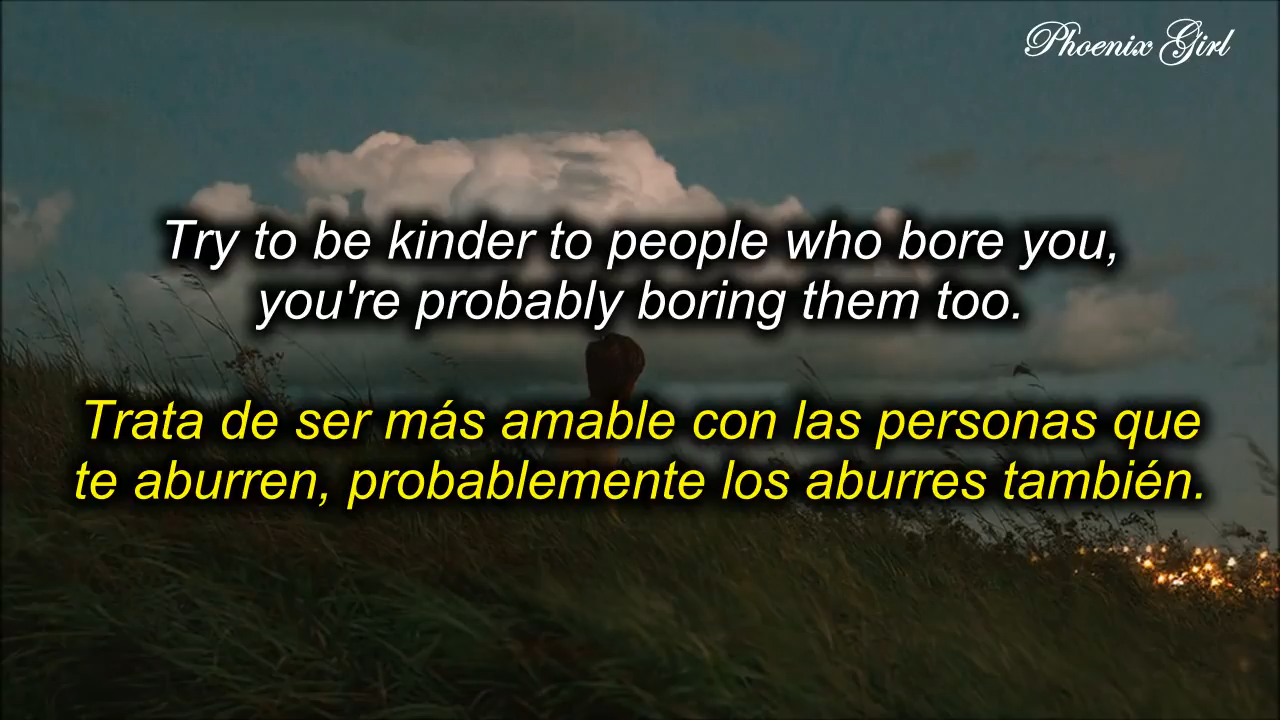 Phoenix Girl
Try to be kinder to people who bore you,
you're probably boring them too.
Trata de ser más amable con las personas que
te aburren, probablemente los aburres también.